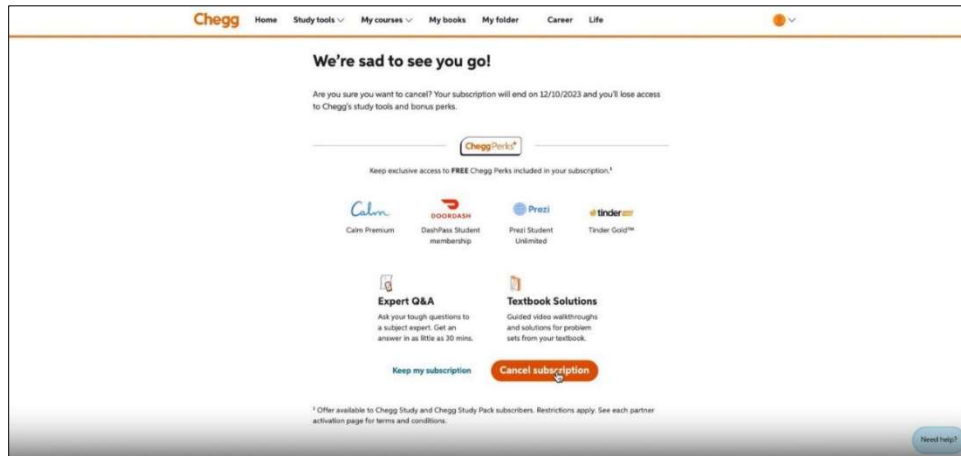 Chegg Home Study tools My courses My books My folder Career Life
We're sad to see you go!
Are you sure you want to cancel? Your subscription will end on 12/10/2023 and you'll lose access
to Chegg's study tools and bonus perks.
Chegg Perks+
Keep exclusive access to FREE Chegg Perks included in your subscription.¹
Calm DOORDASH Prezi tinder
Calm Premium DashPass Student Prezi Student Tinder Gold™
membership Unlimited
Expert Q&A Textbook Solutions
Ask your tough questions to Guided video walkthroughs
a subject expert. Get an and solutions for problem
answer in as little as 30 mins. sets from your textbook.
Keep my subscription Cancel subscription
¹ Offer available to Chegg Study and Chegg Study Pack subscribers. Restrictions apply. See each partner
activation page for terms and conditions.
Need help?